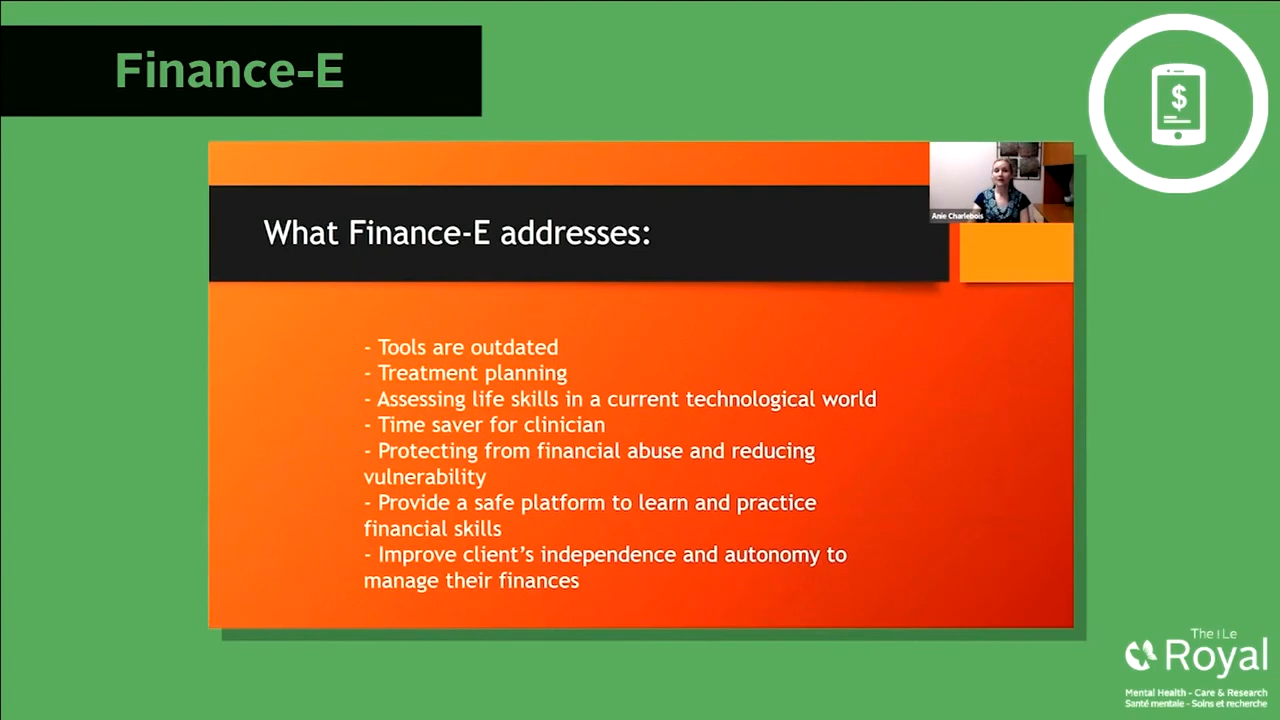 Finance-E
$
Anie Charlebois
What Finance-E addresses:
- Tools are outdated
- Treatment planning
- Assessing life skills in a current technological world
- Time saver for clinician
- Protecting from financial abuse and reducing
vulnerability
- Provide a safe platform to learn and practice
financial skills
- Improve client’s independence and autonomy to
manage their finances
The | Le
Royal
Mental Health - Care & Research
Santé mentale - Soins et recherche